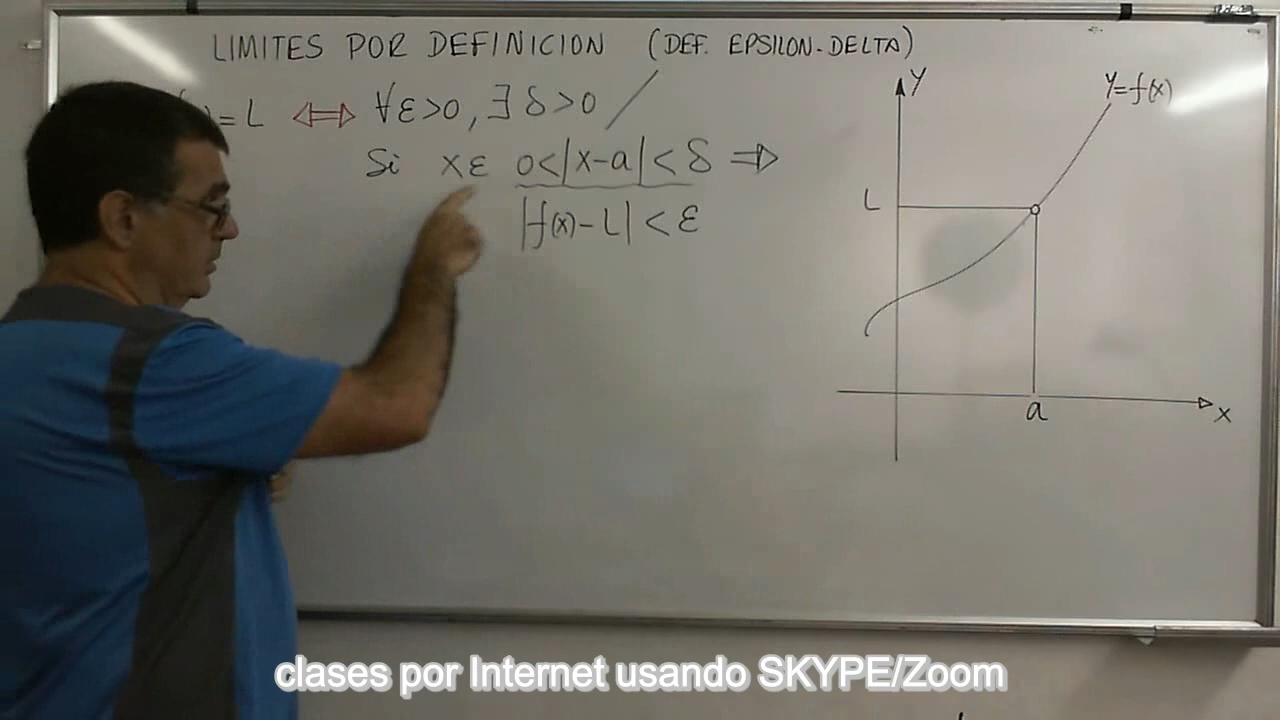 LIMITES POR DEFINICION (DEF. EPSILON-DELTA)
)=L ⟺ ∀ε>0, ∃ δ>0 /
Si x ε 0<|x-a|<δ ⇒
|f(x)-L|<ε
y
y=f(x)
L
a
x
clases por Internet usando SKYPE/Zoom